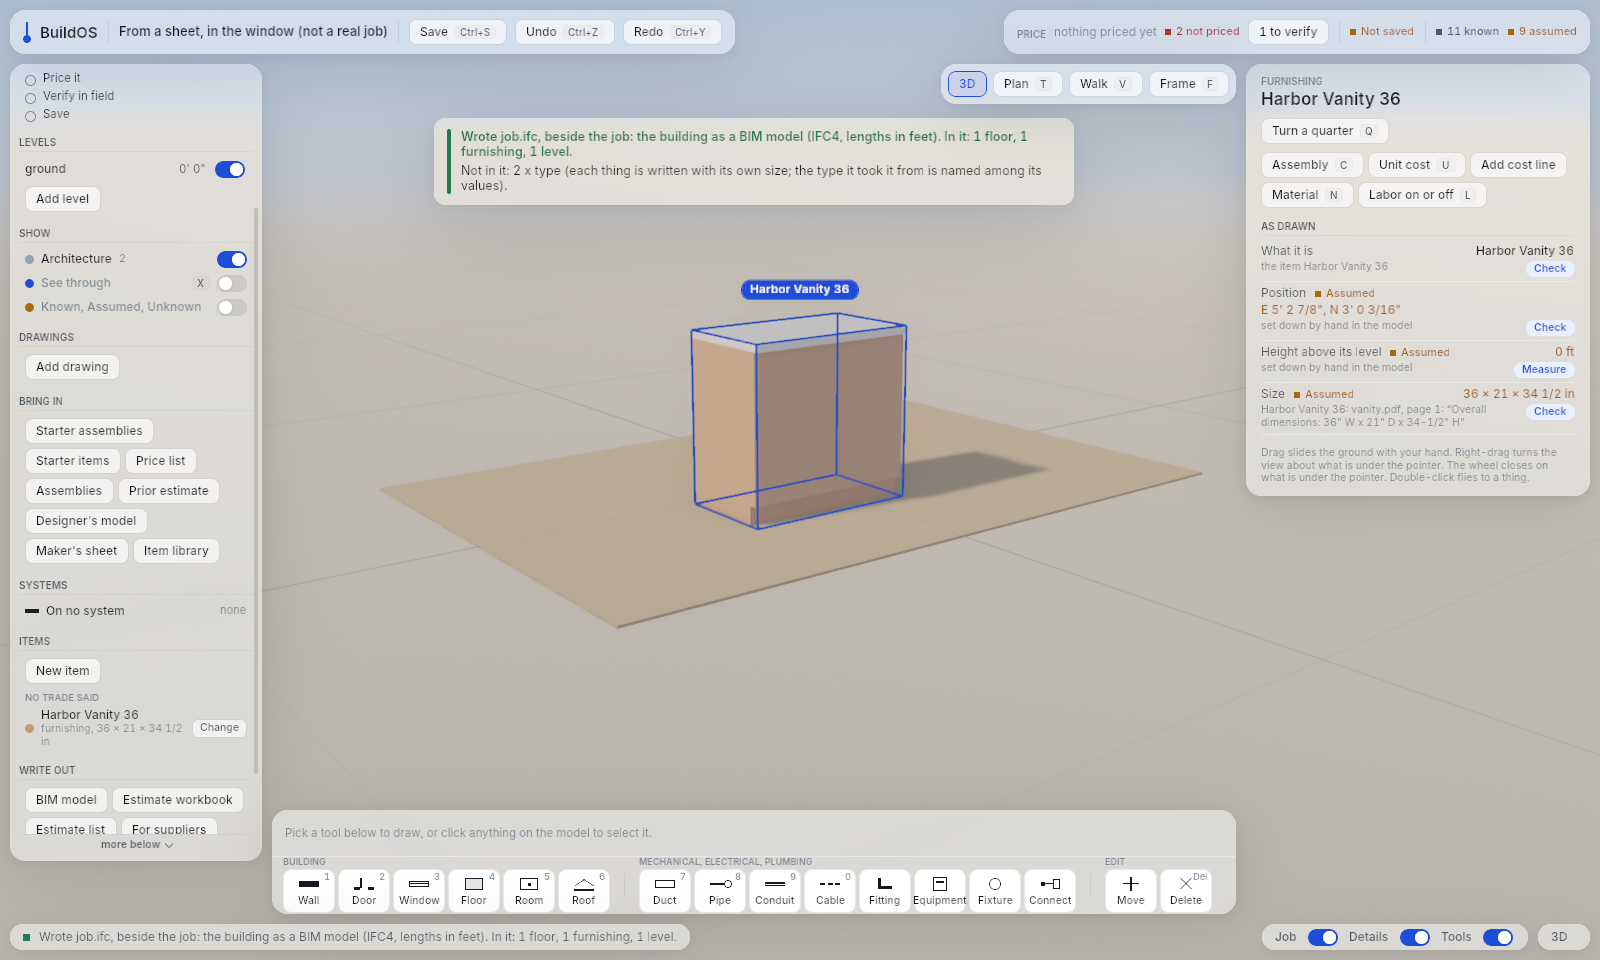 BuildOS
From a sheet, in the window (not a real job)
Save Ctrl+S
Undo Ctrl+Z
Redo Ctrl+Y
PRICE nothing priced yet
2 not priced
1 to verify
Not saved
11 known
9 assumed
Price it
Verify in field
Save
LEVELS
ground 0' 0"
Add level
SHOW
Architecture 2
See through X
Known, Assumed, Unknown
DRAWINGS
Add drawing
BRING IN
Starter assemblies
Starter items Price list
Assemblies Prior estimate
Designer's model
Maker's sheet Item library
SYSTEMS
On no system none
ITEMS
New item
NO TRADE SAID
Harbor Vanity 36
furnishing, 36 × 21 × 34 1/2
in
Change
WRITE OUT
BIM model Estimate workbook
Estimate list For suppliers
more below
3D Plan T Walk V Frame F
Wrote job.ifc, beside the job: the building as a BIM model (IFC4, lengths in feet). In it: 1 floor, 1
furnishing, 1 level.
Not in it: 2 x type (each thing is written with its own size; the type it took it from is named among its
values).
Harbor Vanity 36
FURNISHING
Harbor Vanity 36
Turn a quarter Q
Assembly C Unit cost U Add cost line
Material N Labor on or off L
AS DRAWN
What it is Harbor Vanity 36
the item Harbor Vanity 36 Check
Position Assumed
E 5' 2 7/8", N 3' 0 3/16"
set down by hand in the model Check
Height above its level Assumed 0 ft
set down by hand in the model Measure
Size Assumed 36 × 21 × 34 1/2 in
Harbor Vanity 36: vanity.pdf, page 1: "Overall
dimensions: 36" W x 21" D x 34-1/2" H"
Check
Drag slides the ground with your hand. Right-drag turns the
view about what is under the pointer. The wheel closes on
what is under the pointer. Double-click flies to a thing.
Pick a tool below to draw, or click anything on the model to select it.
BUILDING
1 Wall
2 Door
3 Window
4 Floor
5 Room
6 Roof
MECHANICAL, ELECTRICAL, PLUMBING
7 Duct
8 Pipe
9 Conduit
0 Cable
Fitting
Equipment
Fixture
Connect
EDIT
Move
Del Delete
Wrote job.ifc, beside the job: the building as a BIM model (IFC4, lengths in feet). In it: 1 floor, 1 furnishing, 1 level.
Job Details Tools 3D